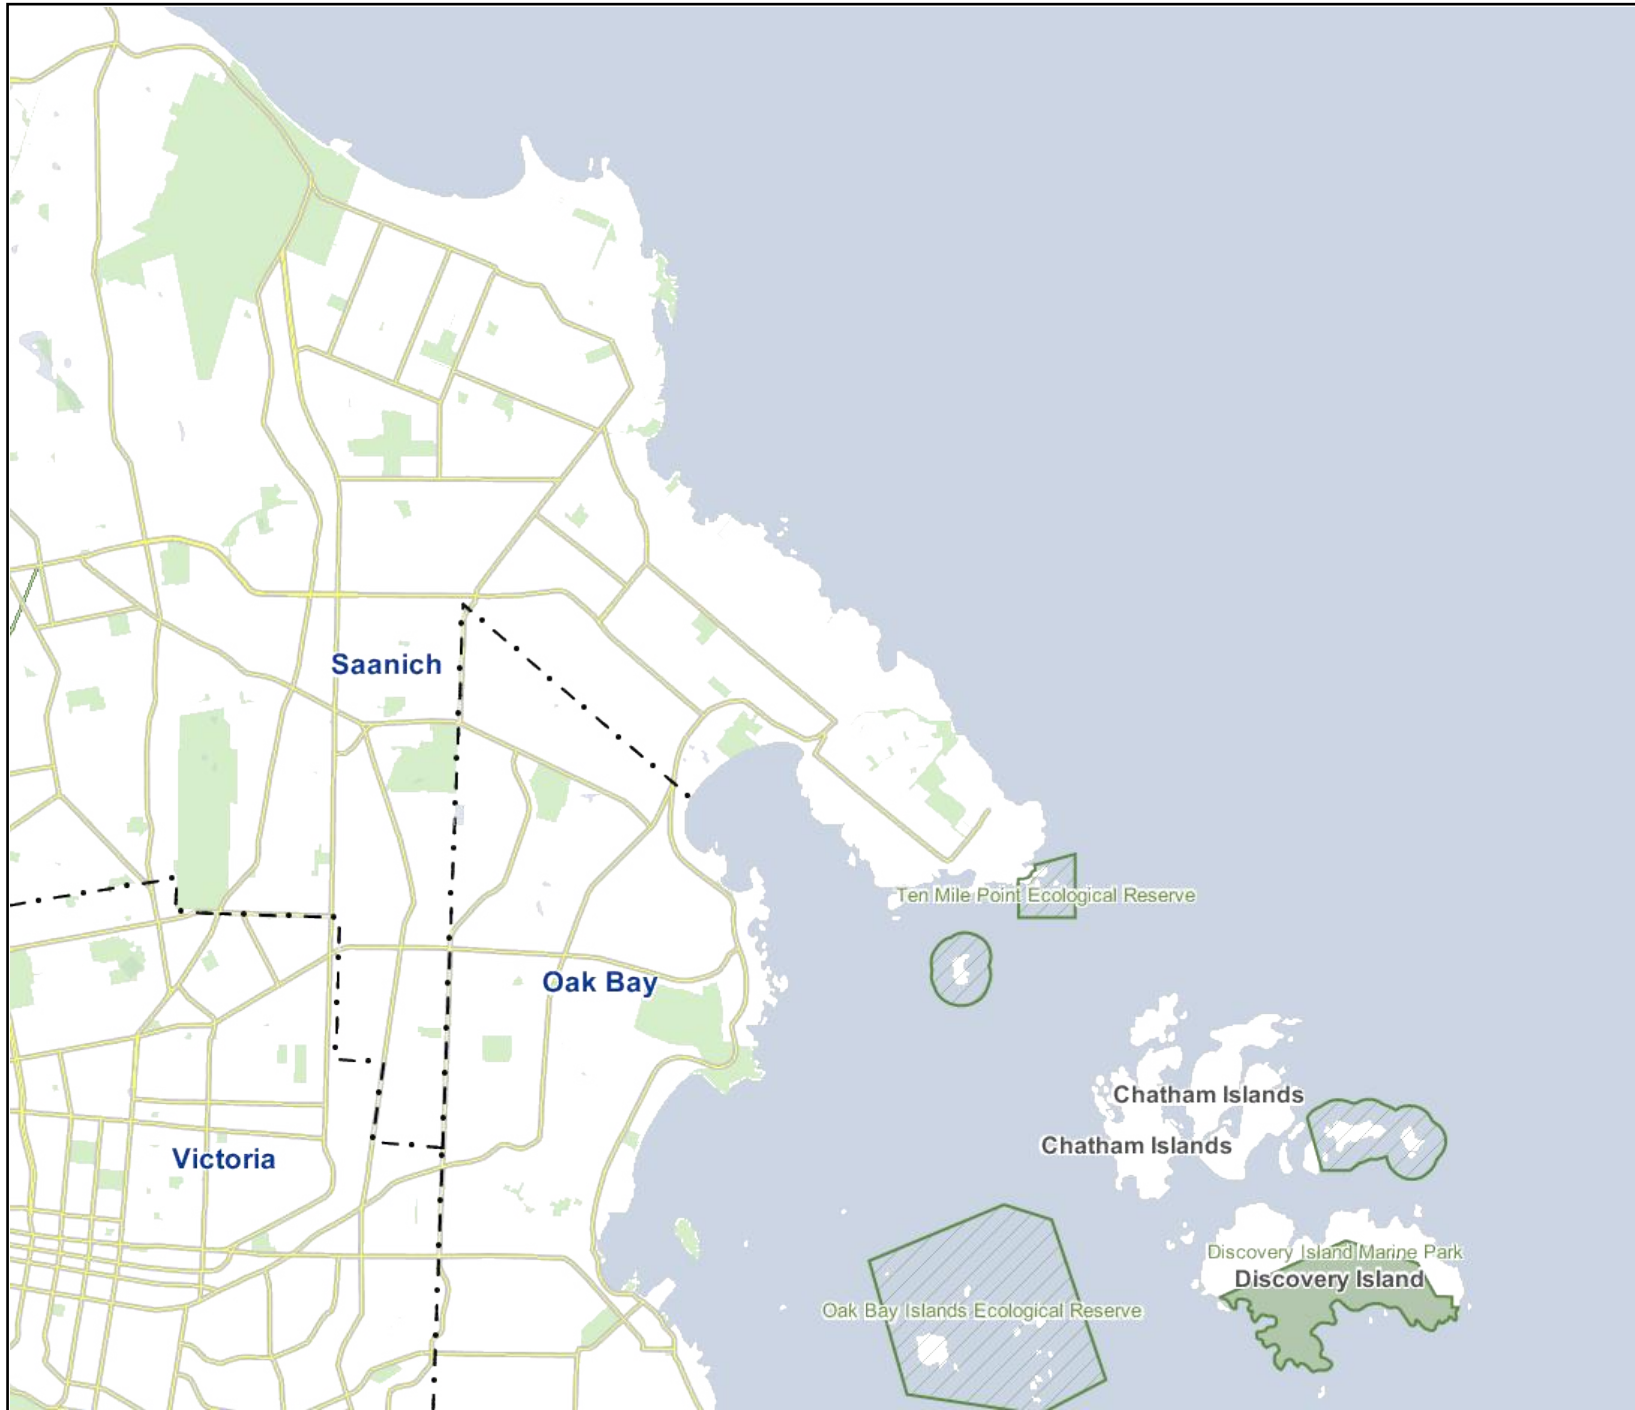 Saanich
Ten Mile Point Ecological Reserve
Oak Bay
Chatham Islands
Chatham Islands
Victoria
Discovery Island Marine Park
Discovery Island
Oak Bay Islands Ecological Reserve